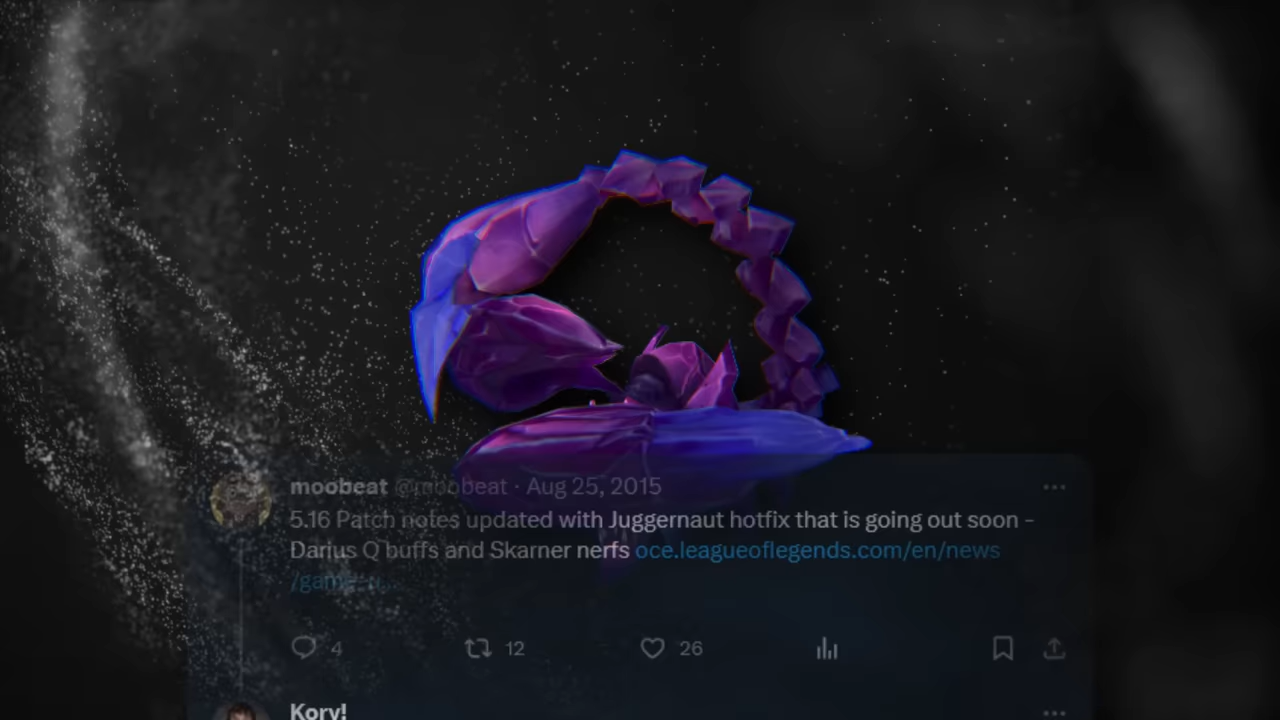 moobeat @moobeat · Aug 25, 2015
5.16 Patch notes updated with Juggernaut hotfix that is going out soon -
Darius Q buffs and Skarner nerfs oce.leagueoflegends.com/en/news
4 12 26
Kory!